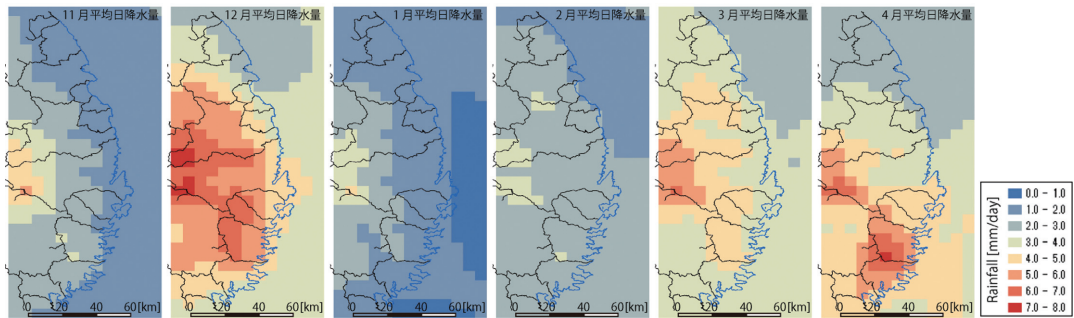 11月平均日降水量
0 20 40 60[km]
12月平均日降水量
0 20 40 60[km]
1月平均日降水量
0 20 40 60[km]
2月平均日降水量
0 20 40 60[km]
3月平均日降水量
0 20 40 60[km]
4月平均日降水量
0 20 40 60[km]
Rainfall [mm/day]
0.0 - 1.0
1.0 - 2.0
2.0 - 3.0
3.0 - 4.0
4.0 - 5.0
5.0 - 6.0
6.0 - 7.0
7.0 - 8.0